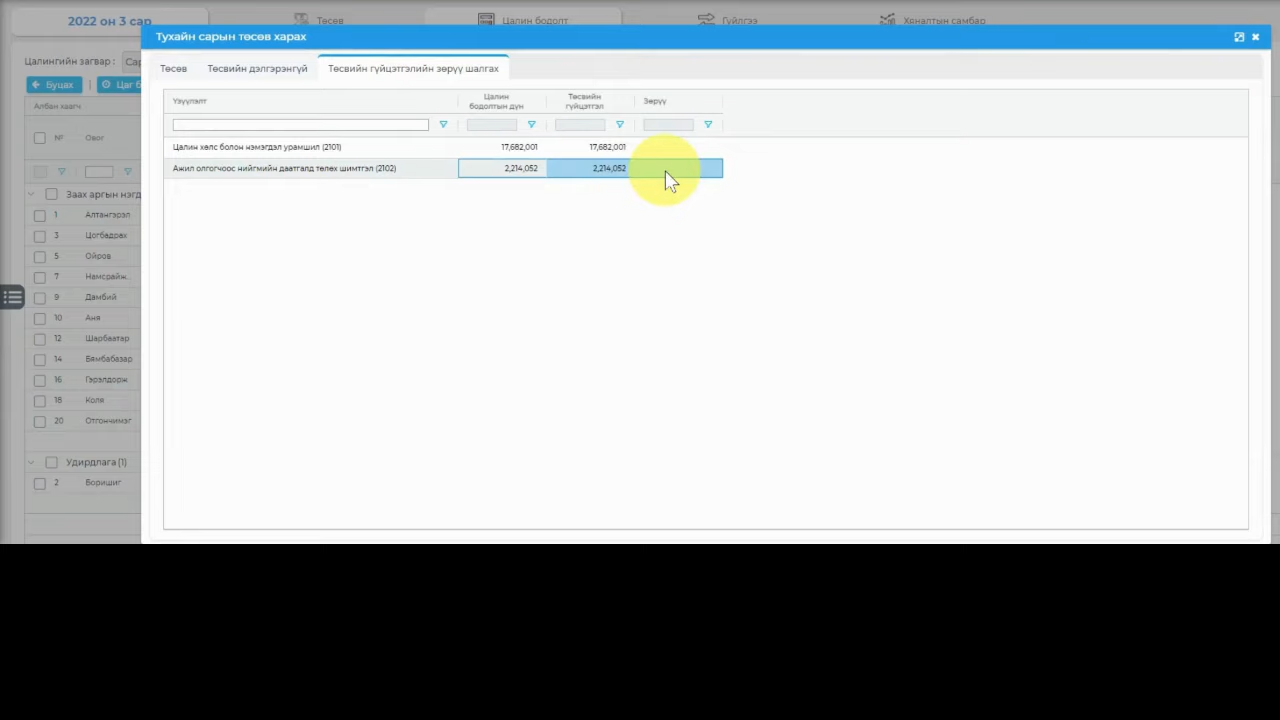 2022 он 3 сар
Төсөв
Цалин бодолт
Гүйлгээ
Хяналтын самбар
Тухайн сарын төсөв харах
Цалингийн загвар :
Төсөв
Төсвийн дэлгэрэнгүй
Төсвийн гүйцэтгэлийн зөрүү шалгах
Буцах
Албан хаагч
Үзүүлэлт
Цалин бодолтын дүн
Төсвийн гүйцэтгэл
Зөрүү
№
Овог
Цалин хөлс болон нэмэгдэл урамшил (2101)
17,682,001
17,682,001
Ажил олгогчоос нийгмийн даатгалд төлөх шимтгэл (2102)
2,214,052
2,214,052
1 Алтангэрэл
3 Цогбадрах
5 Ойров
7 Намсрайж...
9 Дамбий
10 Аня
12 Шарбаатар
14 Бямбабазар
16 Гэрэлдорж
18 Коля
20 Отгончимэг
Удирдлага (1)
2 Боришиг